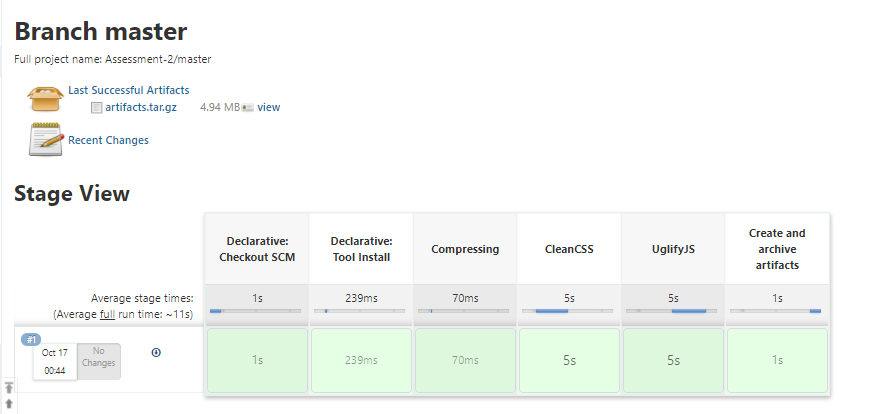 Branch master
Full project name: Assessment-2/master
Last Successful Artifacts
artifacts.tar.gz 4.94 MB view
Recent Changes
Stage View
Declarative: Checkout SCM
Declarative: Tool Install
Compressing
CleanCSS
UglifyJS
Create and archive artifacts
Average stage times:
(Average full run time: ~11s)
1s 239ms 70ms 5s 5s 1s
#1
Oct 17
00:44
No Changes
1s 239ms 70ms 5s 5s 1s